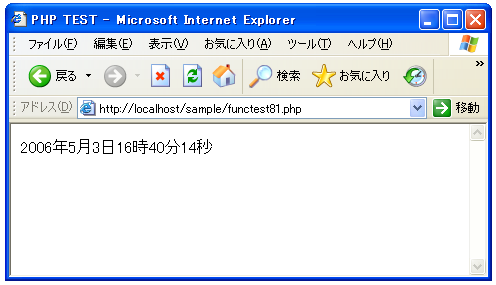 PHP TEST - Microsoft Internet Explorer
ファイル(F) 編集(E) 表示(V) お気に入り(A) ツール(T) ヘルプ(H)
戻る 検索 お気に入り
アドレス(D) http://localhost/sample/functest81.php 移動
2006年5月3日16時40分14秒